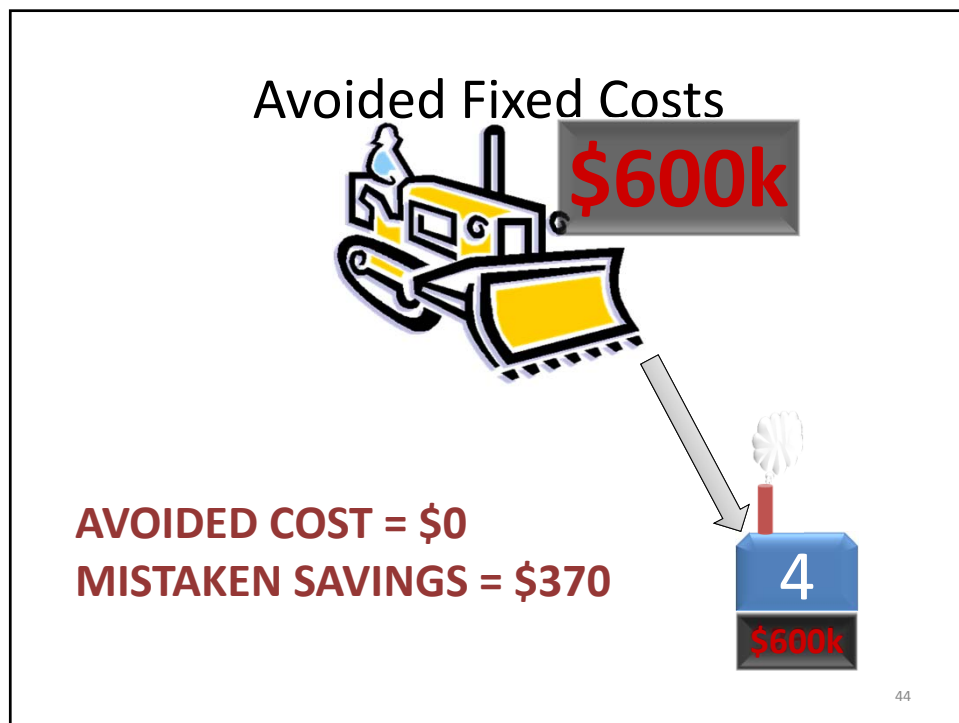 Avoided Fixed Costs
$600k
AVOIDED COST = $0
MISTAKEN SAVINGS = $370
4
$600k
44